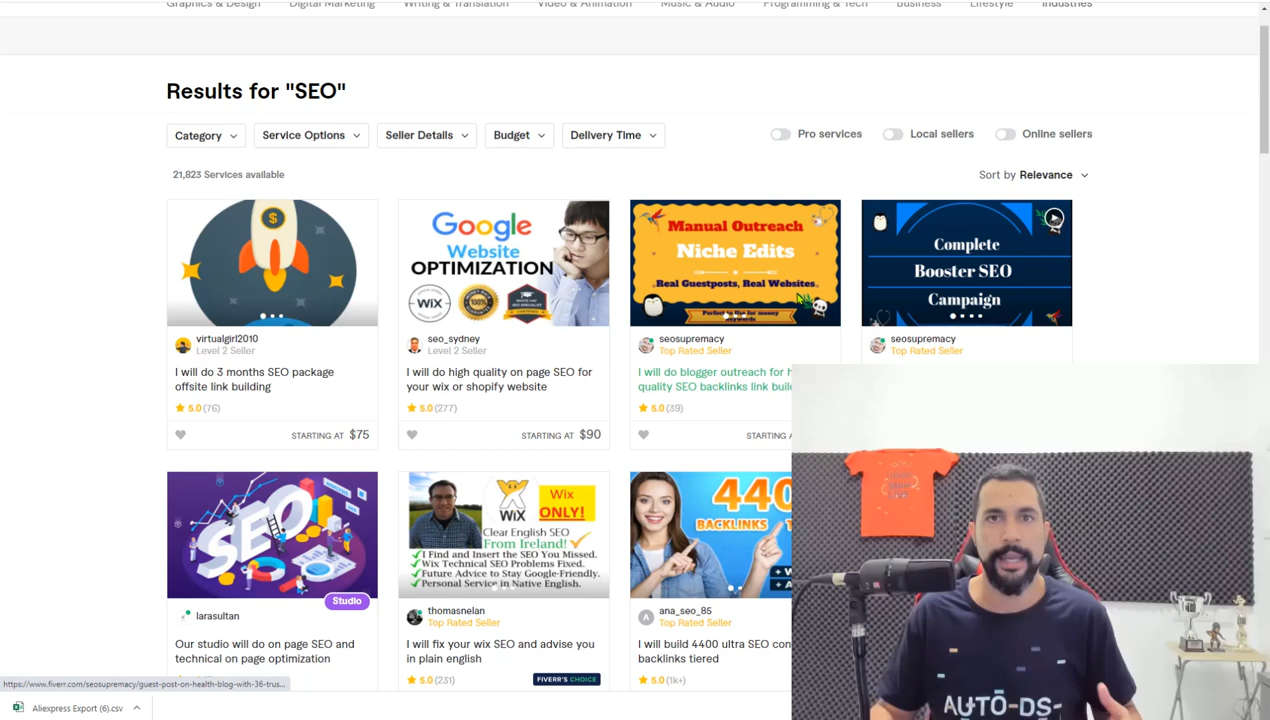 Graphics & Design Digital Marketing Writing & Translation Video & Animation Music & Audio Programming & Tech Business Lifestyle Industries
Results for "SEO"
Category Service Options Seller Details Budget Delivery Time Pro services Local sellers Online sellers
21,823 Services available
Sort by Relevance
Google
Website
OPTIMIZATION
WiX
100%
Manual Outreach
Niche Edits
Real Guestposts, Real Websites
Perfect to use for money
keywords
Complete
Booster SEO
Campaign
virtualgirl2010
Level 2 Seller
I will do 3 months SEO package
offsite link building
5.0 (76)
STARTING AT $75
seo_sydney
Level 2 Seller
I will do high quality on page SEO for
your wix or shopify website
5.0 (277)
STARTING AT $90
seosupremacy
Top Rated Seller
I will do blogger outreach for h
quality SEO backlinks link buil
5.0 (39)
STARTING A
seosupremacy
Top Rated Seller
SEO
Studio
larasultan
Our studio will do on page SEO and
technical on page optimization
WiX
Wix
ONLY!
Clear English SEO
From Ireland!
I Find and Insert the SEO You Missed.
Wix Technical SEO Problems Fixed.
Future Advice to Stay Google-Friendly.
Personal Service in Native English.
thomasnelan
Top Rated Seller
I will fix your wix SEO and advise you
in plain english
5.0 (231)
FIVERR'S CHOICE
440
BACKLINKS T
+ W
+ A
A
ana_seo_85
Top Rated Seller
I will build 4400 ultra SEO con
backlinks tiered
5.0 (1k+)
AUTO-DS-
https://www.fiverr.com/seosupremacy/guest-post-on-health-blog-with-36-trus...
Aliexpress Export (6).csv